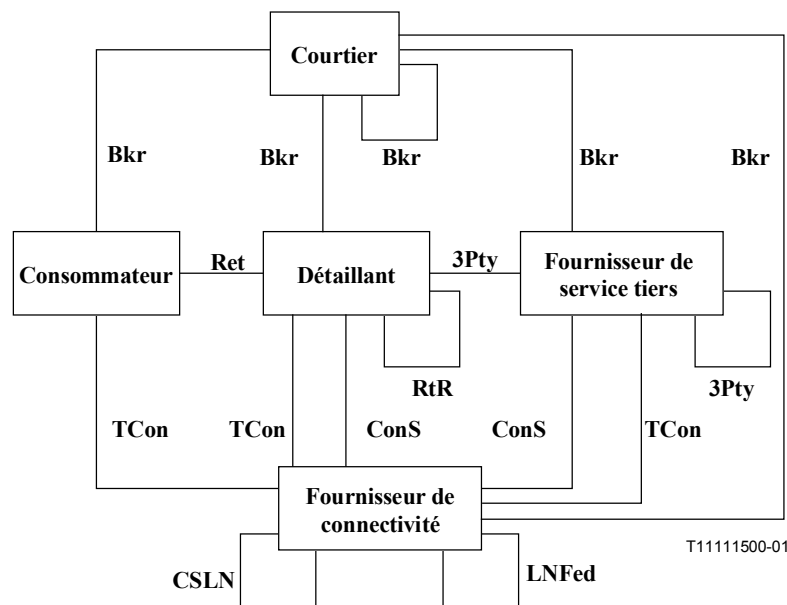 Courtier
Bkr
Bkr
Bkr
Bkr
Bkr
Consommateur
Ret
Détaillant
3Pty
Fournisseur de
service tiers
RtR
3Pty
TCon
TCon
ConS
ConS
TCon
Fournisseur de
connectivité
T11111500-01
CSLN
LNFed